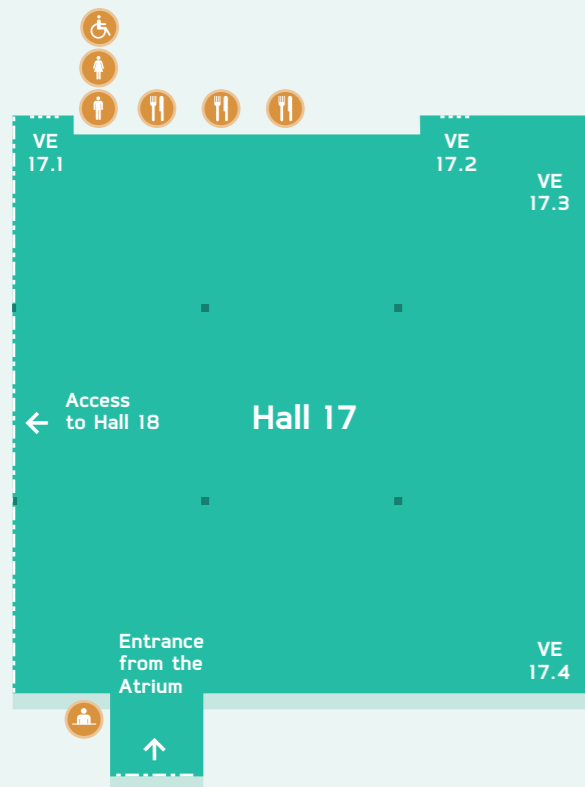 VE
17.1
VE
17.2
VE
17.3
Access
to Hall 18
Hall 17
Entrance
from the
Atrium
VE
17.4